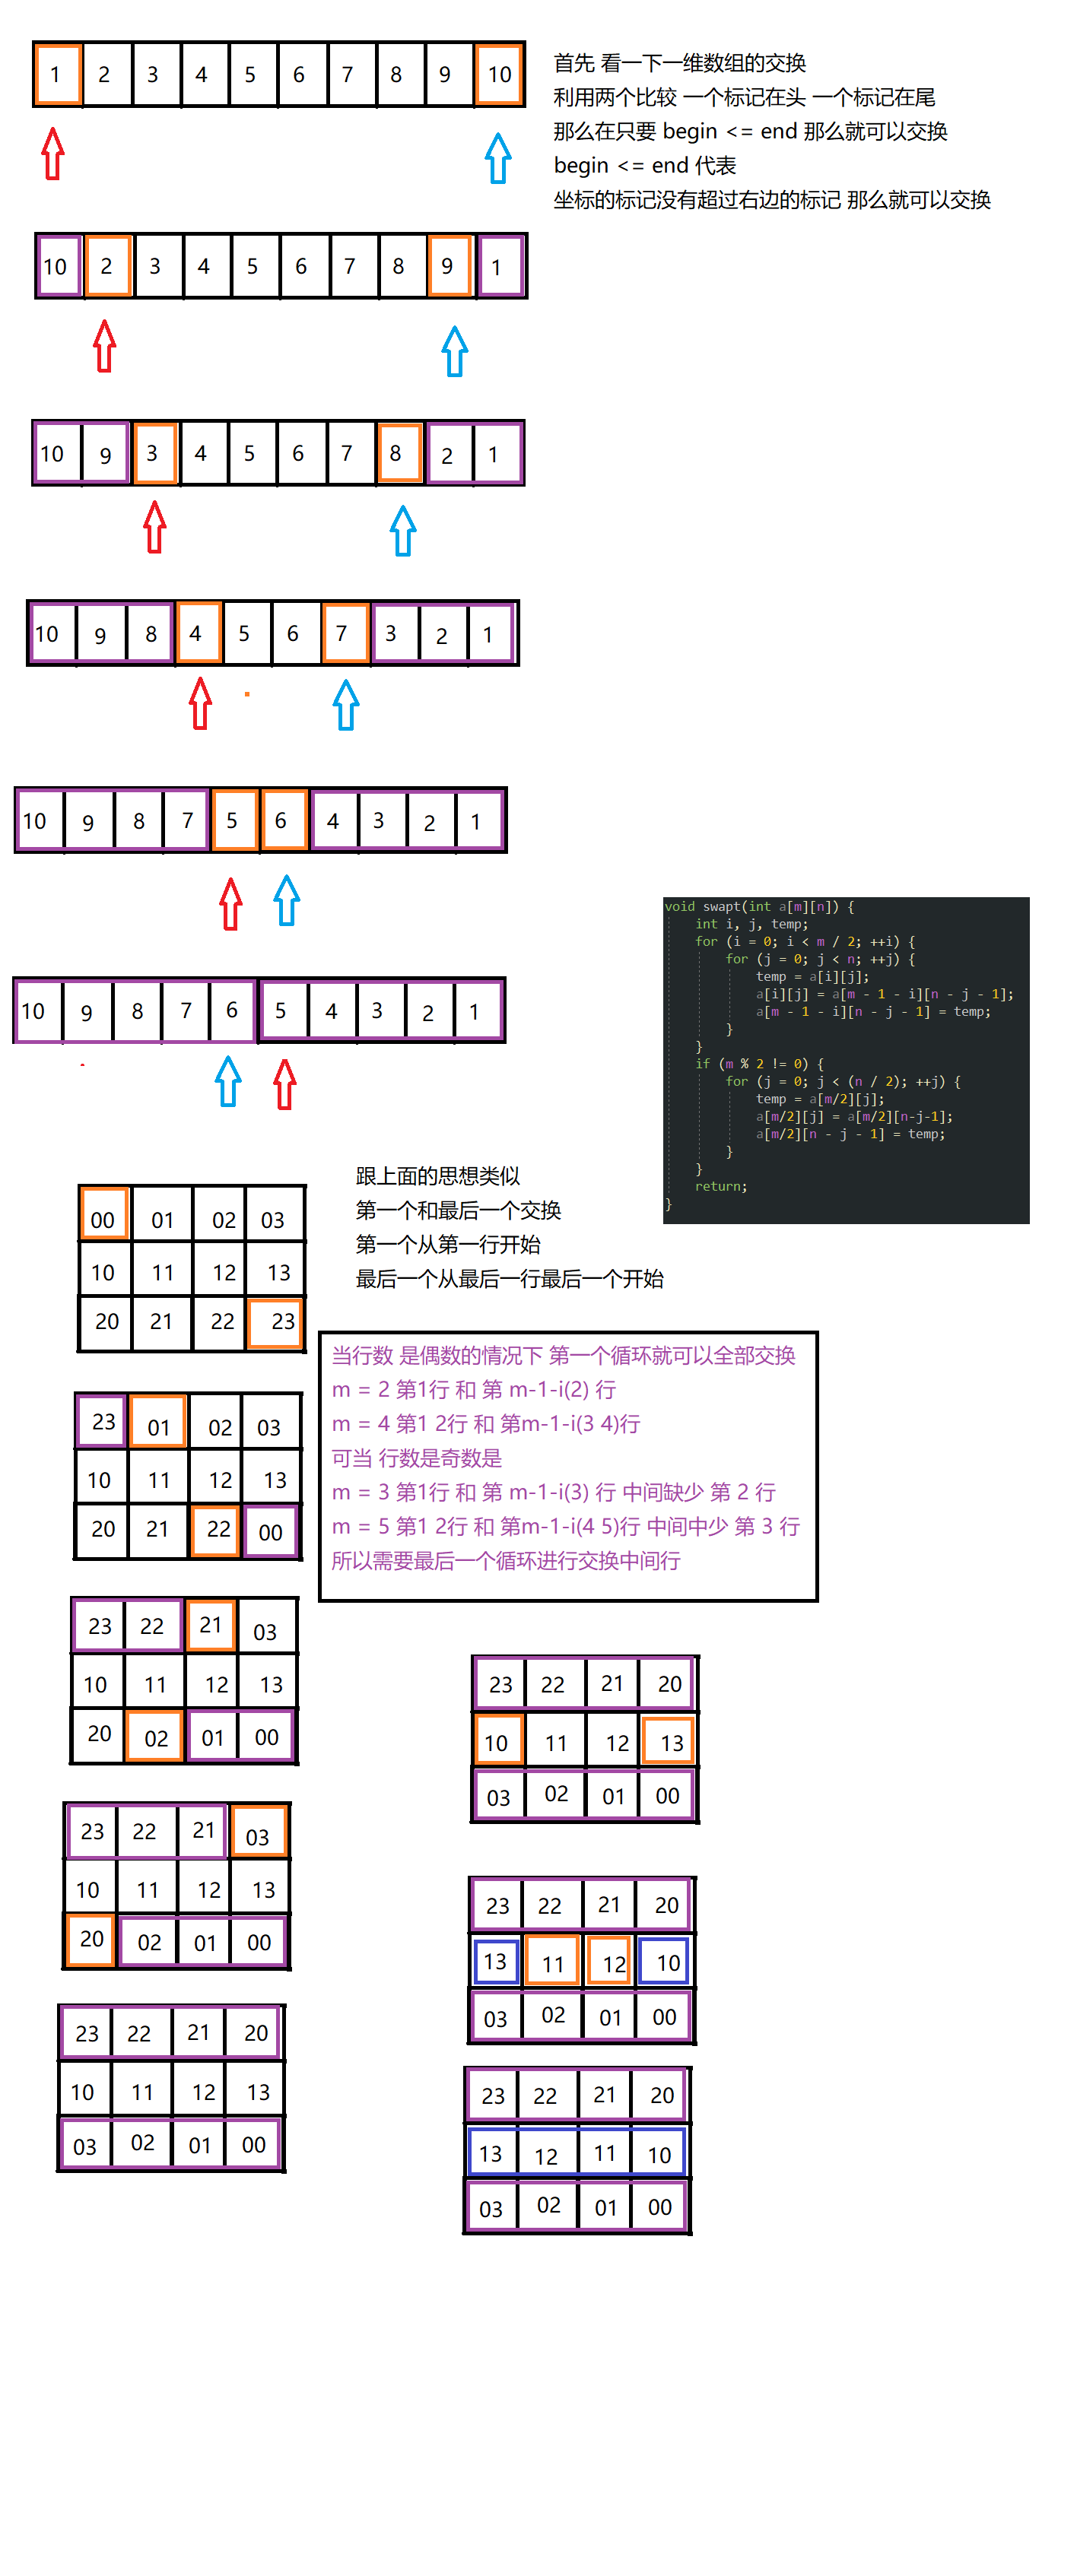 首先 看一下一维数组的交换
利用两个比较 一个标记在头 一个标记在尾
那么在只要 begin <= end 那么就可以交换
begin <= end 代表
坐标的标记没有超过右边的标记 那么就可以交换
1 2 3 4 5 6 7 8 9 10
10 2 3 4 5 6 7 8 9 1
10 9 3 4 5 6 7 8 2 1
10 9 8 4 5 6 7 3 2 1
10 9 8 7 5 6 4 3 2 1
10 9 8 7 6 5 4 3 2 1
void swapt(int a[m][n]) {
int i, j, temp;
for (i = 0; i < m / 2; ++i) {
for (j = 0; j < n; ++j) {
temp = a[i][j];
a[i][j] = a[m - 1 - i][n - j - 1];
a[m - 1 - i][n - j - 1] = temp;
}
}
if (m % 2 != 0) {
for (j = 0; j < (n / 2); ++j) {
temp = a[m/2][j];
a[m/2][j] = a[m/2][n-j-1];
a[m/2][n - j - 1] = temp;
}
}
return;
}
跟上面的思想类似
第一个和最后一个交换
第一个从第一行开始
最后一个从最后一行最后一个开始
00 01 02 03
10 11 12 13
20 21 22 23
当行数 是偶数的情况下 第一个循环就可以全部交换
m = 2 第1行 和 第 m-1-i(2) 行
m = 4 第1 2行 和 第m-1-i(3 4)行
可当 行数是奇数是
m = 3 第1行 和 第 m-1-i(3) 行 中间缺少 第 2 行
m = 5 第1 2行 和 第m-1-i(4 5)行 中间中少 第 3 行
所以需要最后一个循环进行交换中间行
23 01 02 03
10 11 12 13
20 21 22 00
23 22 21 03
10 11 12 13
20 02 01 00
23 22 21 03
10 11 12 13
20 02 01 00
23 22 21 20
10 11 12 13
03 02 01 00
23 22 21 20
10 11 12 13
03 02 01 00
23 22 21 20
13 11 12 10
03 02 01 00
23 22 21 20
13 12 11 10
03 02 01 00